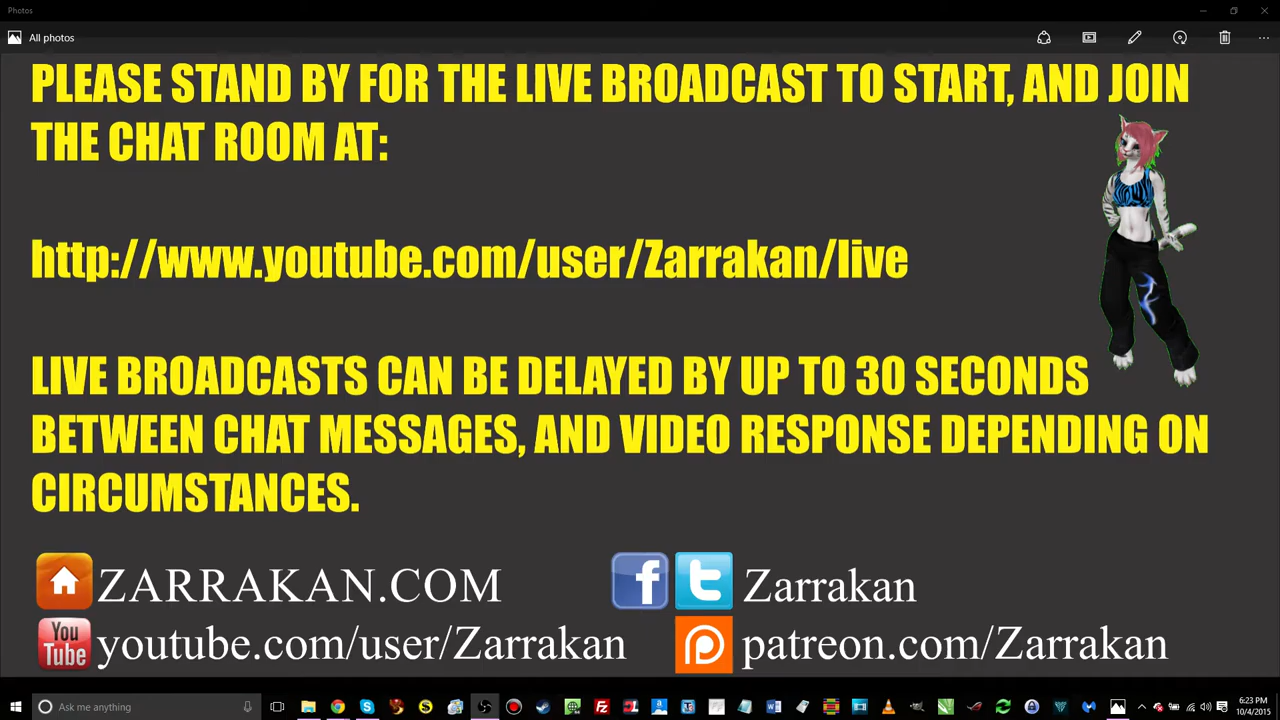 Photos
All photos
PLEASE STAND BY FOR THE LIVE BROADCAST TO START, AND JOIN
THE CHAT ROOM AT:
http://www.youtube.com/user/Zarrakan/live
LIVE BROADCASTS CAN BE DELAYED BY UP TO 30 SECONDS
BETWEEN CHAT MESSAGES, AND VIDEO RESPONSE DEPENDING ON
CIRCUMSTANCES.
ZARRAKAN.COM
f t Zarrakan
You Tube youtube.com/user/Zarrakan
patreon.com/Zarrakan
Ask me anything
6:23 PM
10/4/2015